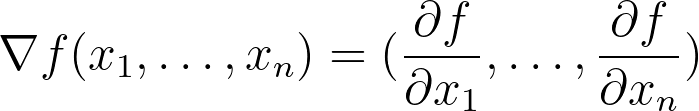 ∇f(x₁, . . . , xₙ) = (∂f/∂x₁, . . . , ∂f/∂xₙ)